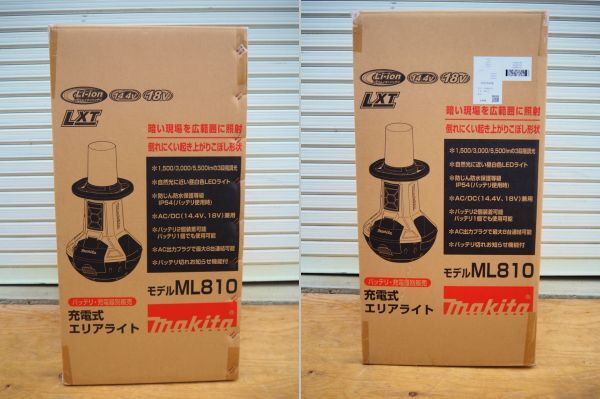 Li-ion
14.4V
18V
LXT
暗い現場を広範囲に照射
倒れにくい起き上がりこぼし形状
＊1,500/3,000/5,500lmの3段階調光
＊自然光に近い昼白色LEDライト
＊防じん防水保護等級
IP54(バッテリ使用時)
＊AC/DC(14.4V, 18V)兼用
＊バッテリ2個装着可能
バッテリ1個でも使用可能
＊AC出力プラグで最大8台連結可能
＊バッテリ切れお知らせ機能付
モデルML810
バッテリ・充電器別販売
充電式
エリアライト
makita
Li-ion
14.4V
18V
LXT
暗い現場を広範囲に照射
倒れにくい起き上がりこぼし形状
＊1,500/3,000/5,500lmの3段階調光
＊自然光に近い昼白色LEDライト
＊防じん防水保護等級
IP54(バッテリ使用時)
＊AC/DC(14.4V, 18V)兼用
＊バッテリ2個装着可能
バッテリ1個でも使用可能
＊AC出力プラグで最大8台連結可能
＊バッテリ切れお知らせ機能付
モデルML810
バッテリ・充電器別販売
充電式
エリアライト
makita